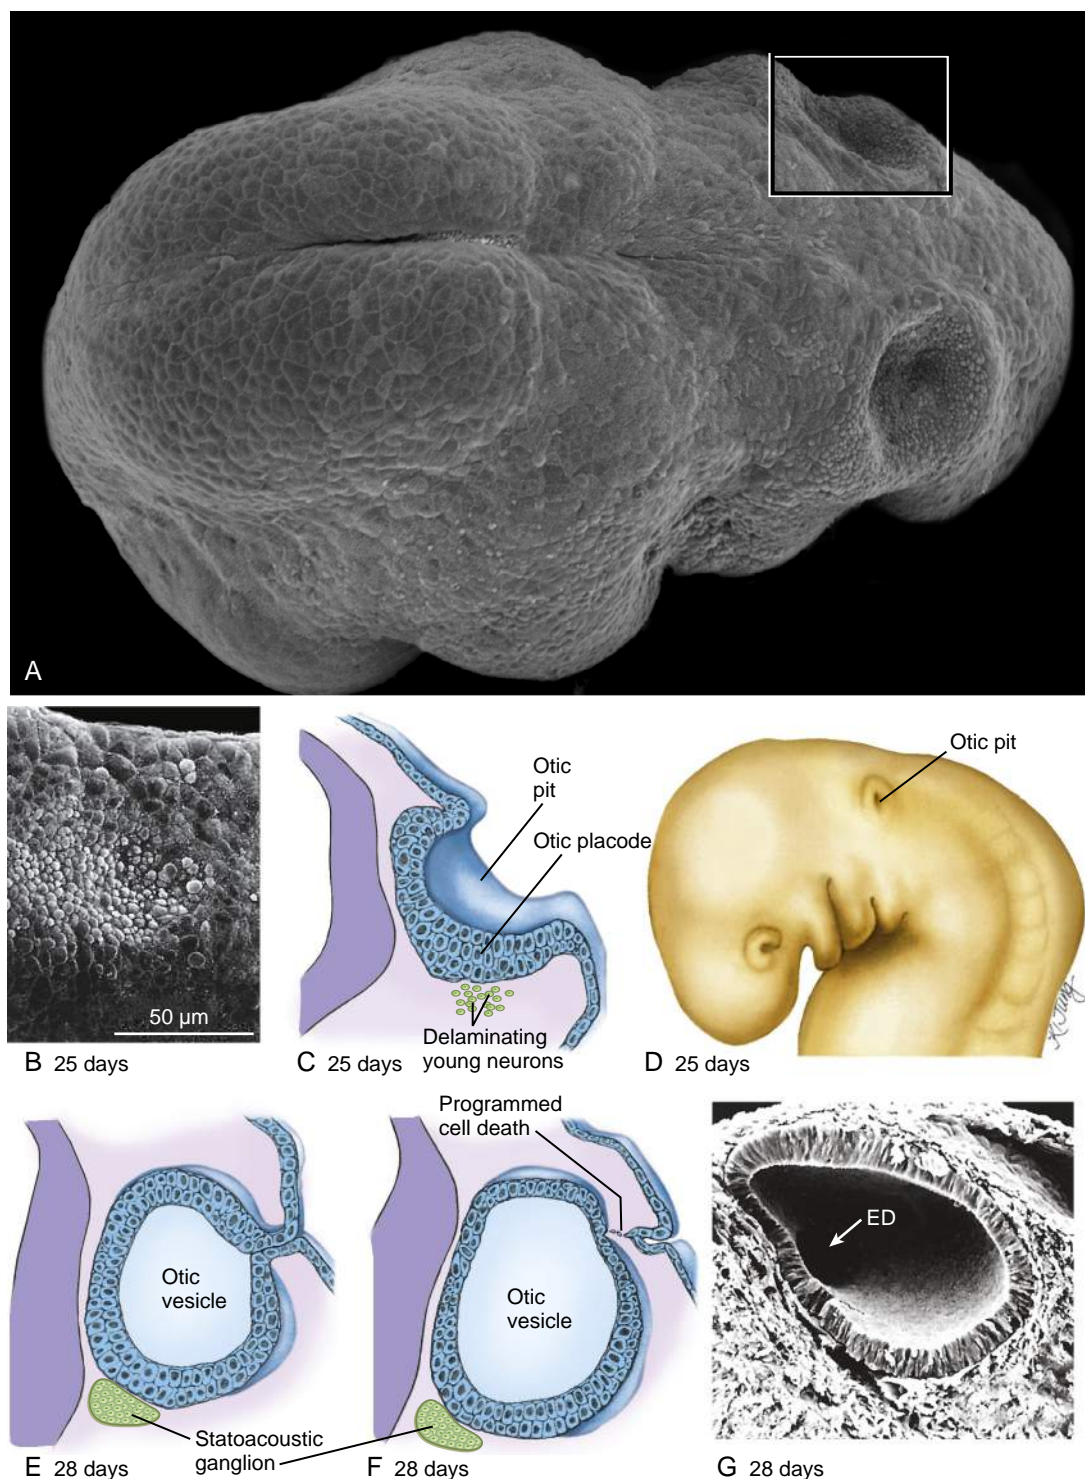 A
Otic
pit
Otic placode
Otic pit
50 µm
Delaminating
young neurons
B 25 days
C 25 days
D 25 days
Programmed
cell death
Otic
vesicle
Otic
vesicle
ED
Statoacoustic
ganglion
E 28 days
F 28 days
G 28 days